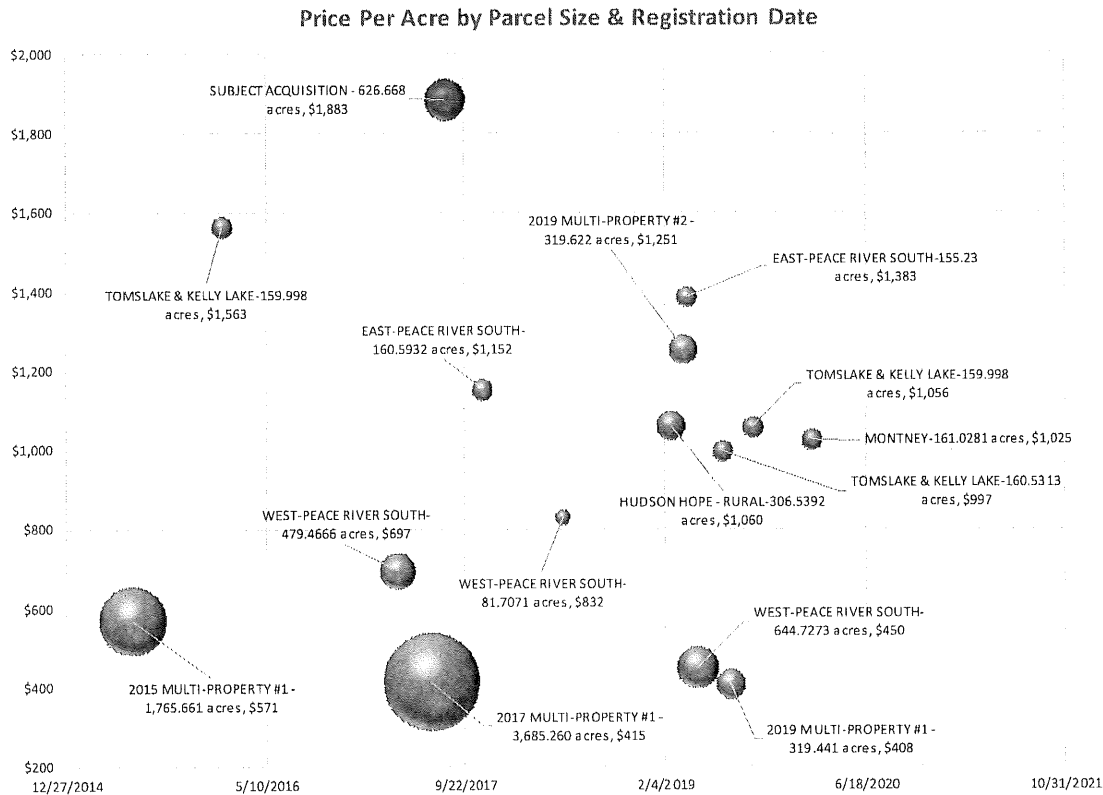 Price Per Acre by Parcel Size & Registration Date
$2,000
$1,800
$1,600
$1,400
$1,200
$1,000
$800
$600
$400
$200
SUBJECT ACQUISITION - 626.668
acres, $1,883
TOMSLAKE & KELLY LAKE-159.998
acres, $1,563
2019 MULTI-PROPERTY #2 -
319.622 acres, $1,251
EAST-PEACE RIVER SOUTH-155.23
acres, $1,383
EAST-PEACE RIVER SOUTH-
160.5932 acres, $1,152
TOMSLAKE & KELLY LAKE-159.998
acres, $1,056
MONTNEY-161.0281 acres, $1,025
TOMSLAKE & KELLY LAKE-160.5313
acres, $997
HUDSON HOPE - RURAL-306.5392
acres, $1,060
WEST-PEACE RIVER SOUTH-
479.4666 acres, $697
WEST-PEACE RIVER SOUTH-
81.7071 acres, $832
WEST-PEACE RIVER SOUTH-
644.7273 acres, $450
2015 MULTI-PROPERTY #1 -
1,765.661 acres, $571
2017 MULTI-PROPERTY #1 -
3,685.260 acres, $415
2019 MULTI-PROPERTY #1 -
319.441 acres, $408
12/27/2014
5/10/2016
9/22/2017
2/4/2019
6/18/2020
10/31/2021